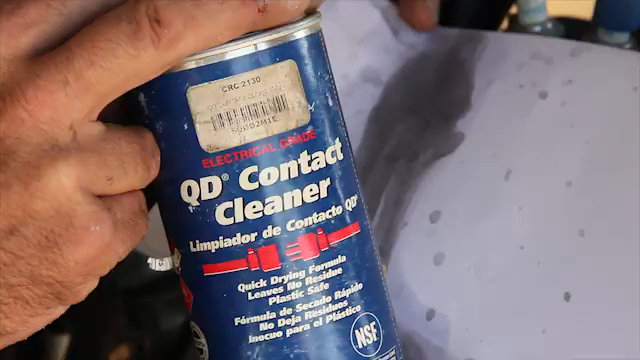 CRC 2130
ELECTRICAL GRADE
QD® Contact
Cleaner
Limpiador de Contacto QD®
Quick Drying Formula
Leaves No Residue
Plastic Safe
Fórmula de Secado Rápido
No Deja Residuos
Inocuo para el Plástico
NSF